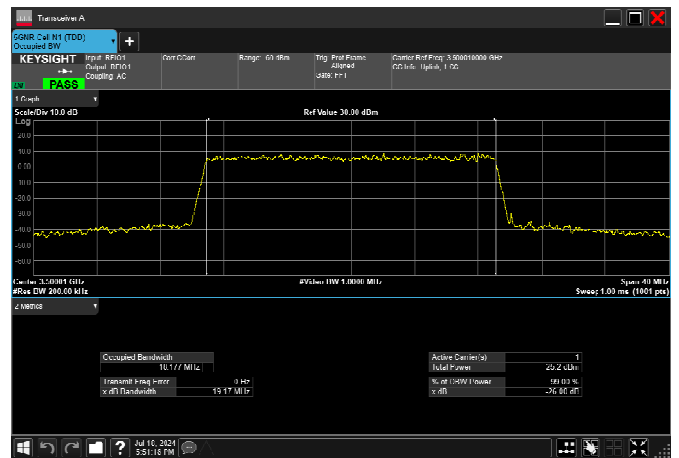 Transceiver A
5GNR Cell N1 (TDD)
Occupied BW
KEYSIGHT
Input: RFIO1
Output: RFIO1
Coupling: AC
Corr CCorr
Range: 60 dBm
Trig: Prot Frame
Aligned
Gate: FFT
Carrier Ref Freq: 3.500010000 GHz
CC Info: Uplink, 1 CC
PASS
1 Graph
Scale/Div 10.0 dB
Ref Value 30.00 dBm
Log
20.0
10.0
0.00
-10.0
-20.0
-30.0
-40.0
-50.0
-60.0
Center 3.50001 GHz
#Video BW 1.0000 MHz
Span 40 MHz
#Res BW 200.00 kHz
Sweep 1.00 ms (1001 pts)
2 Metrics
Occupied Bandwidth
18.177 MHz
Active Carrier(s)
1
Total Power
25.2 dBm
Transmit Freq Error
0 Hz
% of OBW Power
99.00 %
x dB Bandwidth
19.17 MHz
x dB
-26.00 dB
Jul 18, 2024
5:51:18 PM